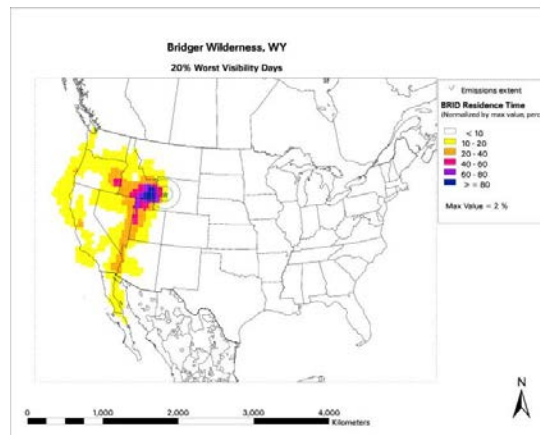 Bridger Wilderness, WY
20% Worst Visibility Days
Emissions extent
BRID Residence Time
(Normalized by max value, perc
< 10
10 - 20
20 - 40
40 - 60
60 - 80
> = 80
Max Value = 2 %
N
0 1,000 2,000 3,000 4,000
Kilometers